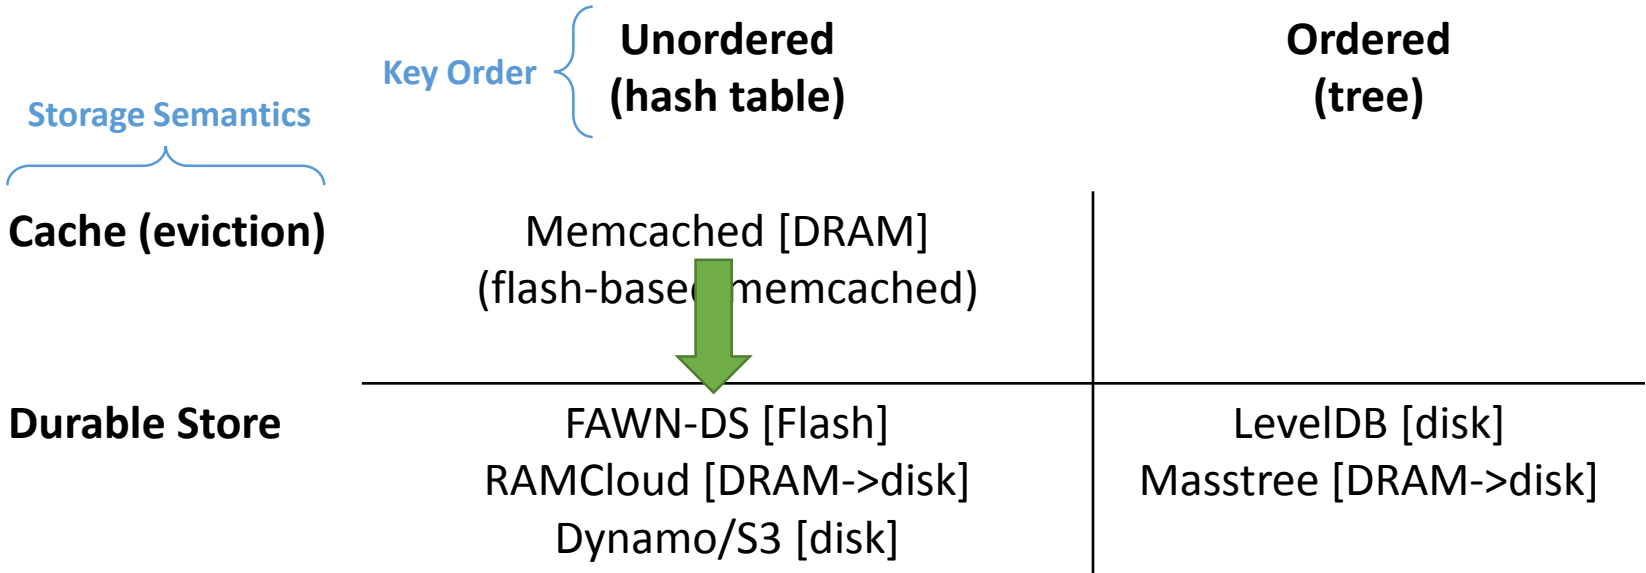 Key Order
Unordered
(hash table)
Ordered
(tree)
Storage Semantics
Cache (eviction)
Memcached [DRAM]
(flash-based memcached)
Durable Store
FAWN-DS [Flash]
RAMCloud [DRAM->disk]
Dynamo/S3 [disk]
LevelDB [disk]
Masstree [DRAM->disk]